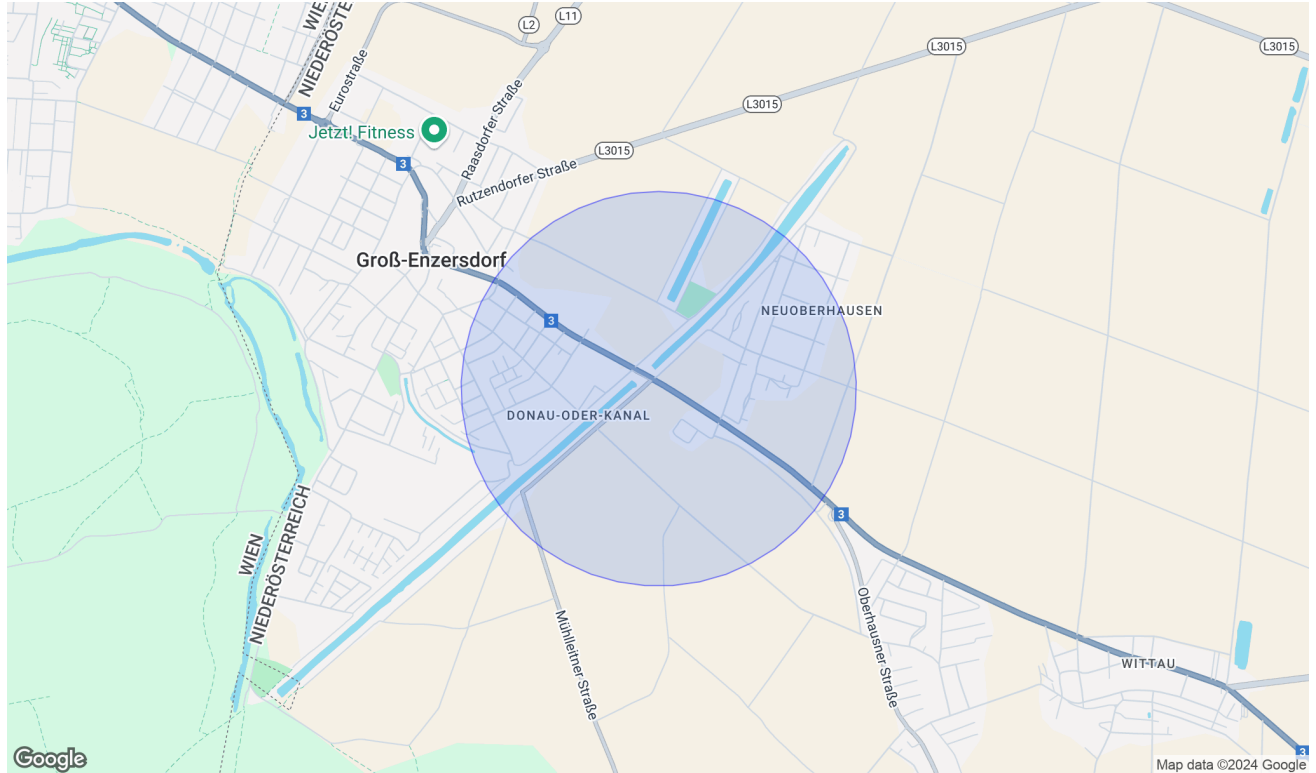 WIEN
NIEDERÖSTERREICH
L2
L11
L3015
L3015
Eurostraße
3
Jetzt! Fitness
Raasdorfer Straße
L3015
L3015
3
Rutzendorfer Straße
Groß-Enzersdorf
3
NEUOBERHAUSEN
DONAU-ODER-KANAL
3
WIEN
NIEDERÖSTERREICH
Mühlleitner Straße
Oberhausner Straße
WITTAU
3
Google
Map data ©2024 Google